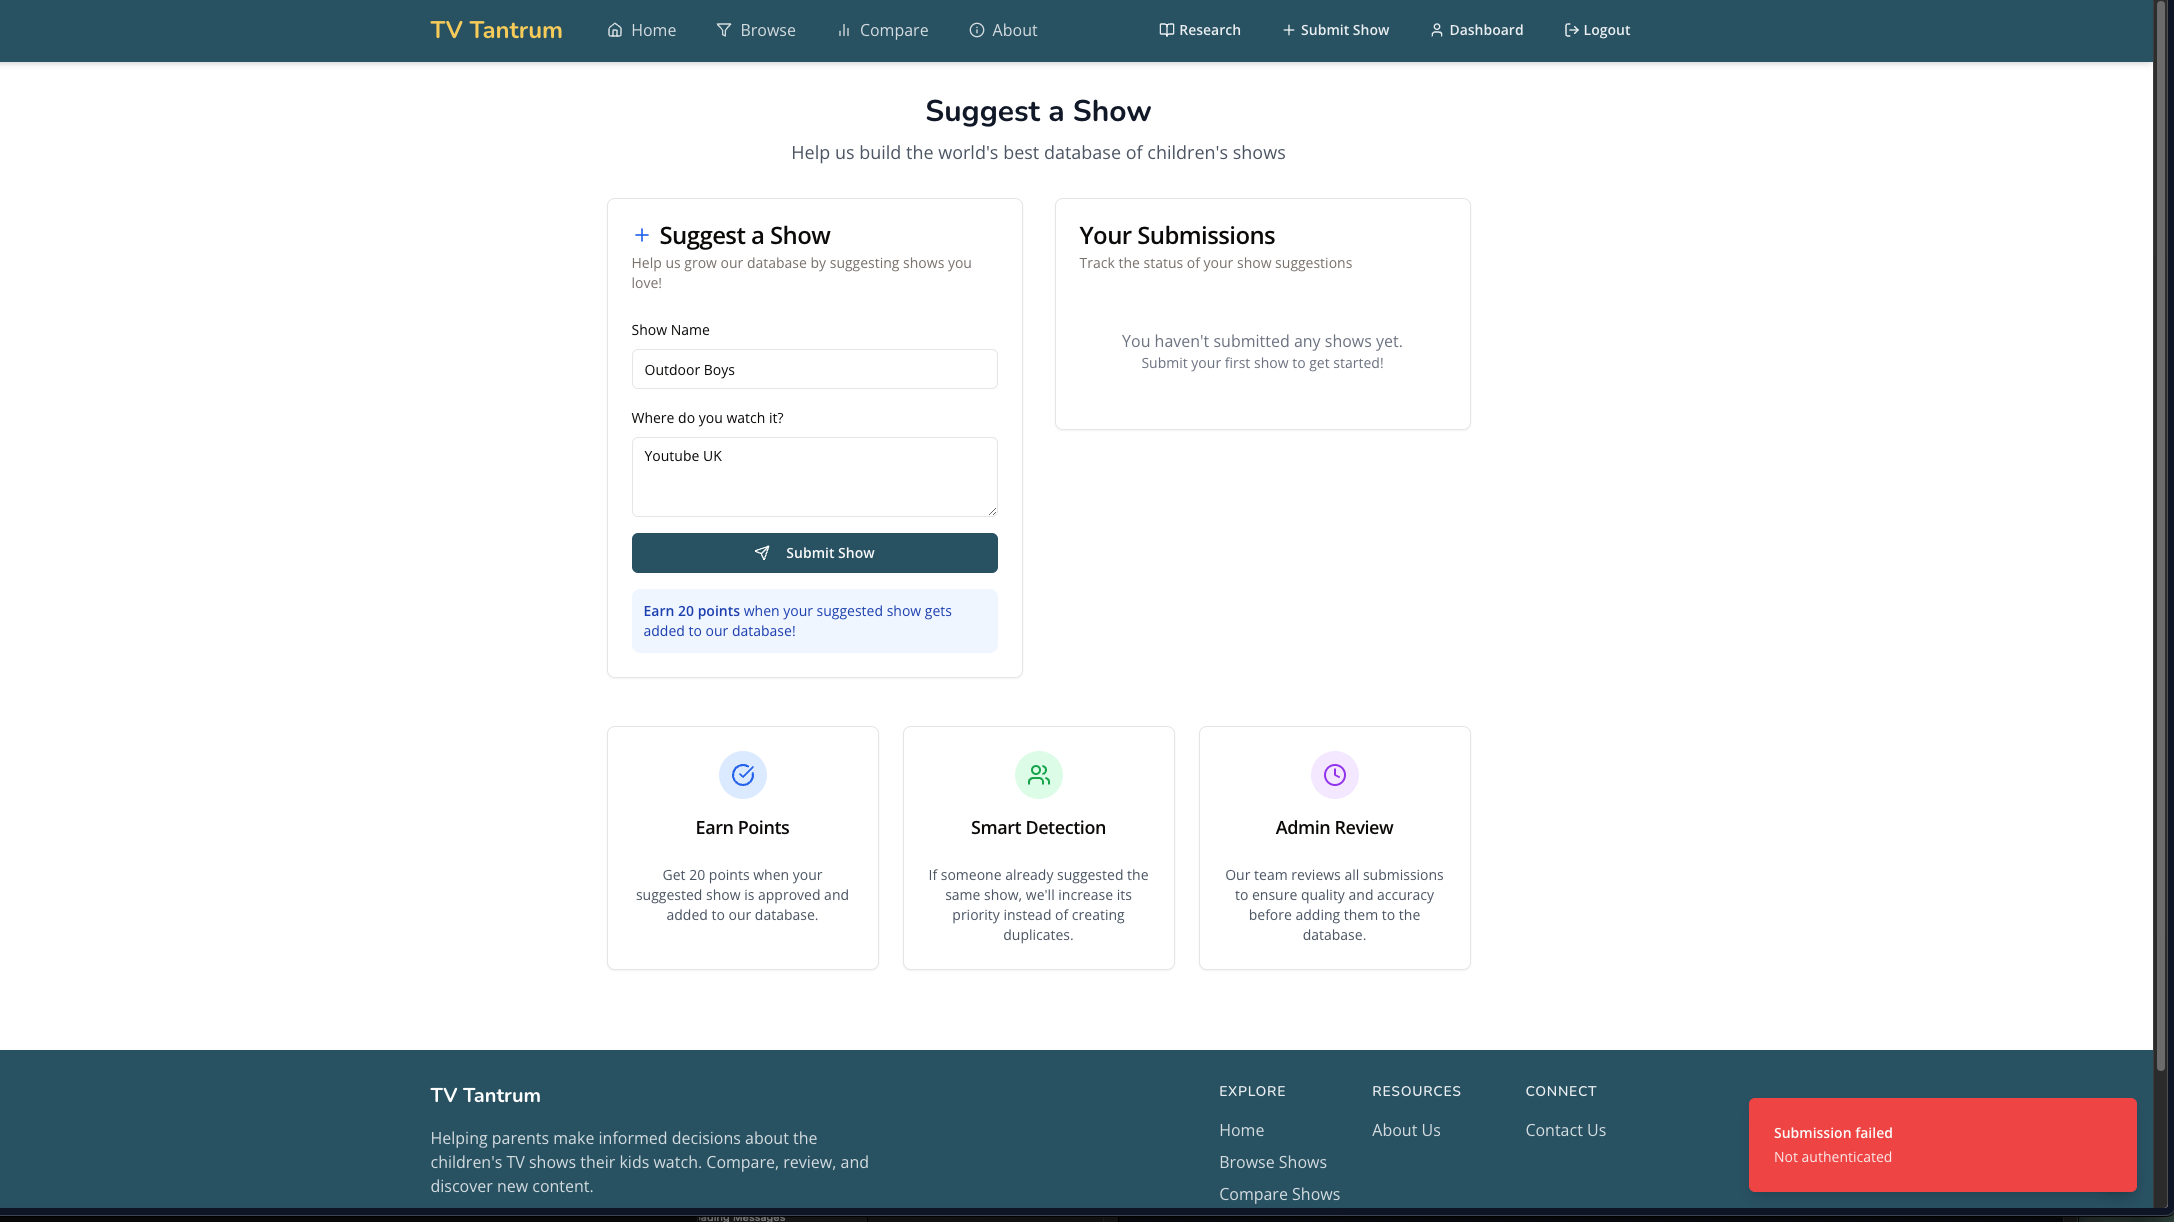 TV Tantrum
Home
Browse
Compare
About
Research
Submit Show
Dashboard
Logout
Suggest a Show
Help us build the world's best database of children's shows
Suggest a Show
Help us grow our database by suggesting shows you
love!
Show Name
Outdoor Boys
Where do you watch it?
Youtube UK
Submit Show
Earn 20 points when your suggested show gets
added to our database!
Your Submissions
Track the status of your show suggestions
You haven't submitted any shows yet.
Submit your first show to get started!
Earn Points
Get 20 points when your
suggested show is approved and
added to our database.
Smart Detection
If someone already suggested the
same show, we'll increase its
priority instead of creating
duplicates.
Admin Review
Our team reviews all submissions
to ensure quality and accuracy
before adding them to the
database.
TV Tantrum
Helping parents make informed decisions about the
children's TV shows their kids watch. Compare, review, and
discover new content.
EXPLORE
Home
Browse Shows
Compare Shows
RESOURCES
About Us
CONNECT
Contact Us
Submission failed
Not authenticated
Messages